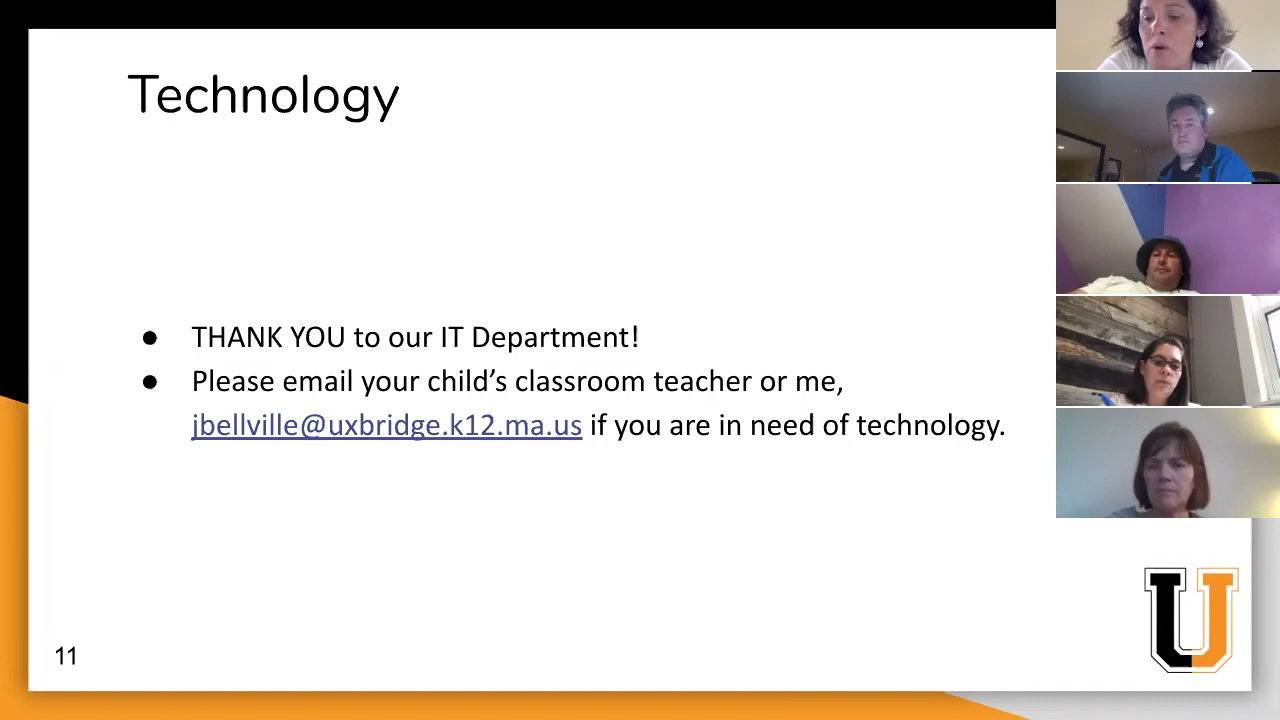 Technology
● THANK YOU to our IT Department!
● Please email your child’s classroom teacher or me,
jbellville@uxbridge.k12.ma.us if you are in need of technology.
U
11